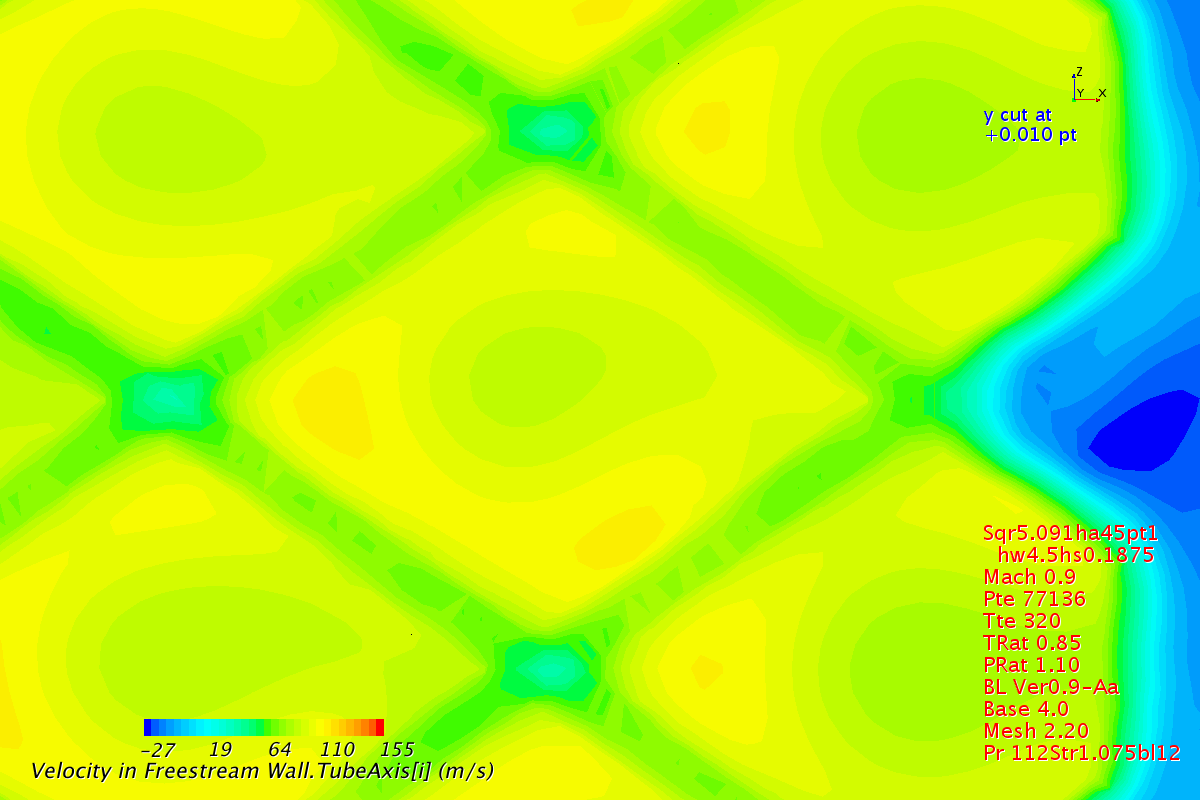 Z
Y X
y cut at
+0.010 pt
Sqr5.091ha45pt1
hw4.5hs0.1875
Mach 0.9
Pte 77136
Tte 320
TRat 0.85
PRat 1.10
BL Ver0.9-Aa
Base 4.0
Mesh 2.20
Pr 112Str1.075bl12
-27 19 64 110 155
Velocity in Freestream Wall.TubeAxis[i] (m/s)